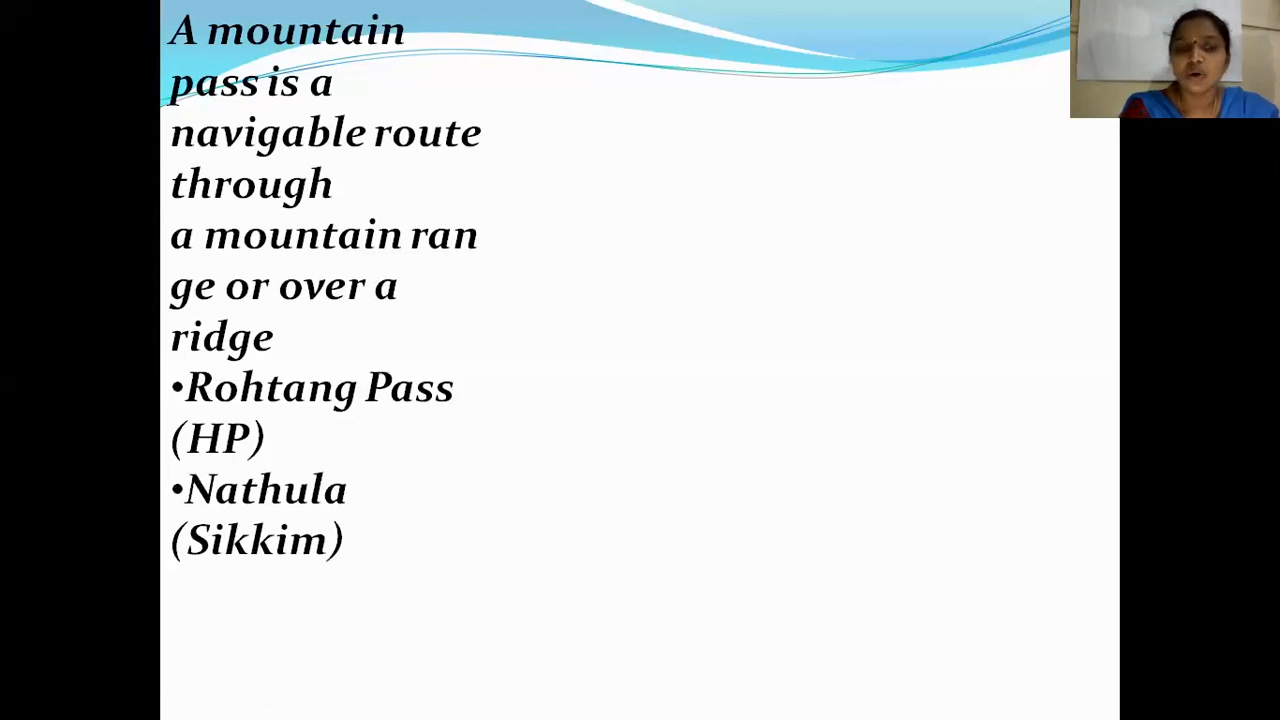 A mountain
pass is a
navigable route
through
a mountain ran
ge or over a
ridge
•Rohtang Pass
(HP)
•Nathula
(Sikkim)